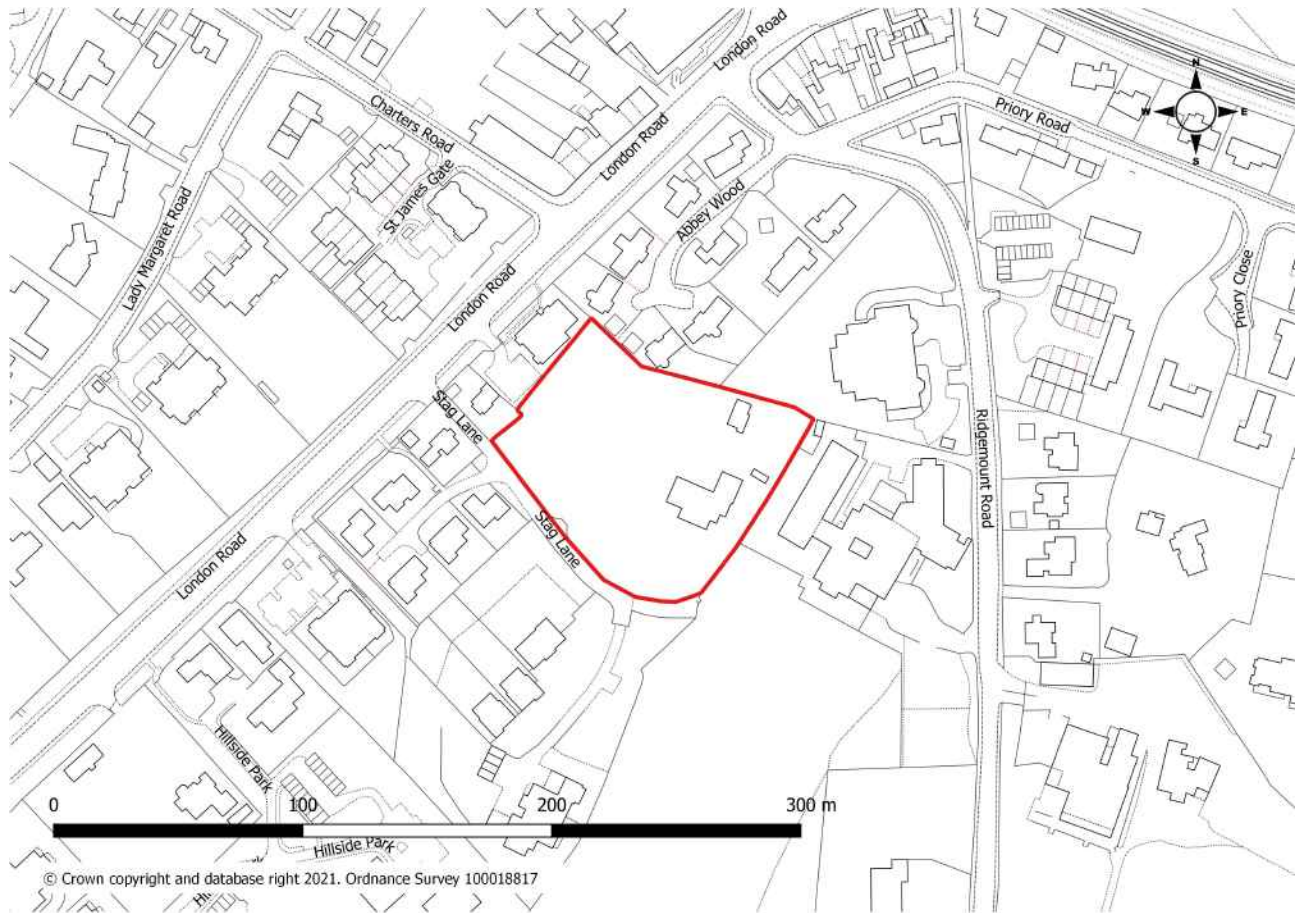 London Road
Charters Road
London Road
Priory Road
N
W
E
S
St James Gate
Abbey Wood
Lady Margaret Road
London Road
Priory Close
Stag Lane
Ridgemount Road
Stag Lane
London Road
Hillside Park
0 100 200 300 m
Hillside Park
© Crown copyright and database right 2021. Ordnance Survey 100018817